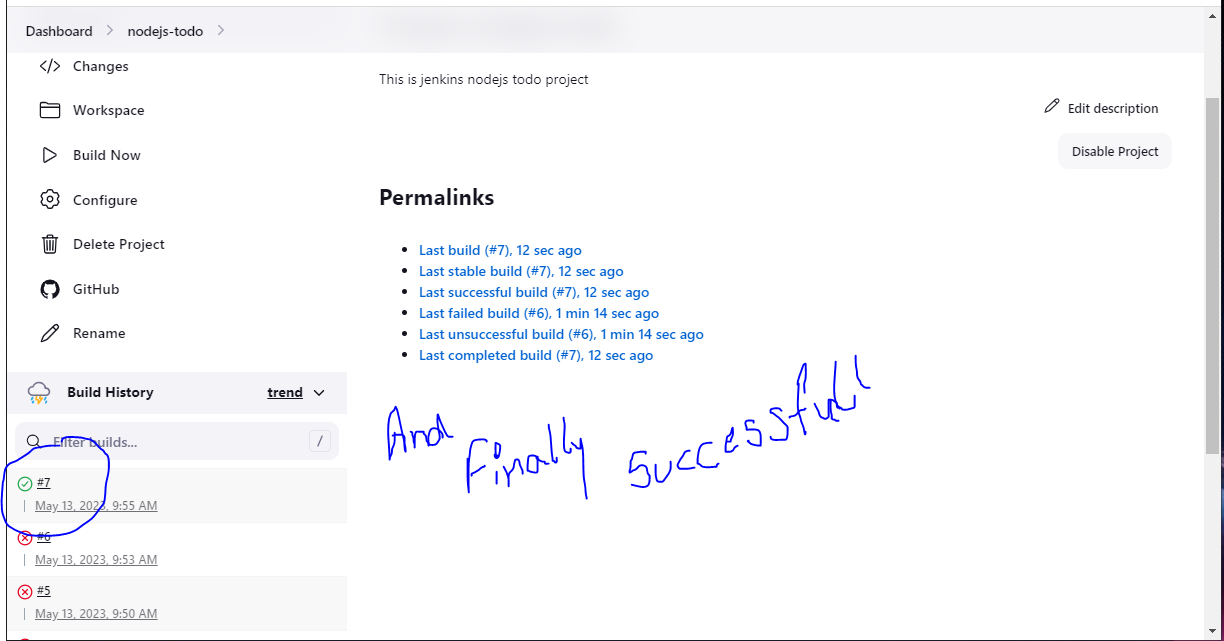 Dashboard > nodejs-todo >
Changes
Workspace
Build Now
Configure
Delete Project
GitHub
Rename
Build History trend
Filter builds... /
#7
May 13, 2023, 9:55 AM
#6
May 13, 2023, 9:53 AM
#5
May 13, 2023, 9:50 AM
This is jenkins nodejs todo project
Edit description
Disable Project
Permalinks
Last build (#7), 12 sec ago
Last stable build (#7), 12 sec ago
Last successful build (#7), 12 sec ago
Last failed build (#6), 1 min 14 sec ago
Last unsuccessful build (#6), 1 min 14 sec ago
Last completed build (#7), 12 sec ago
And Finally successful